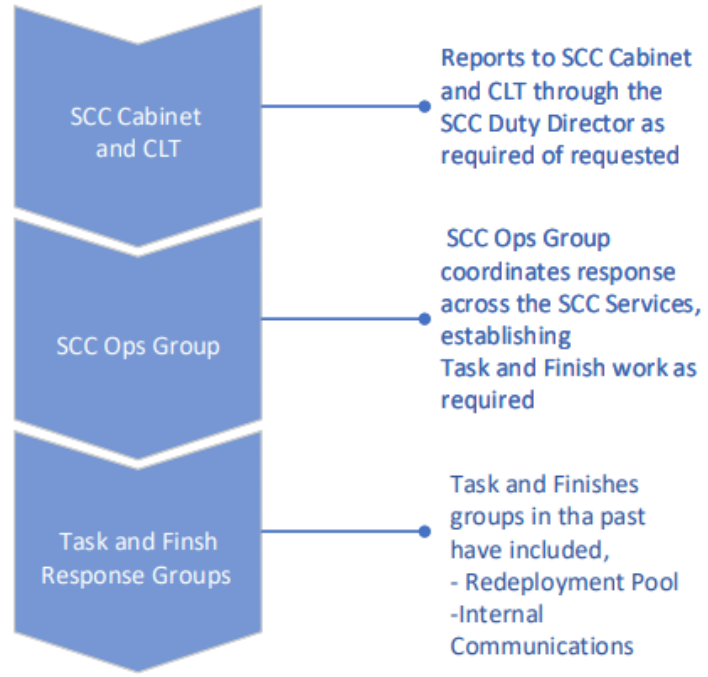 SCC Cabinet
and CLT
Reports to SCC Cabinet
and CLT through the
SCC Duty Director as
required of requested
SCC Ops Group
SCC Ops Group
coordinates response
across the SCC Services,
establishing
Task and Finish work as
required
Task and Finsh
Response Groups
Task and Finishes
groups in tha past
have included,
- Redeployment Pool
-Internal
Communications